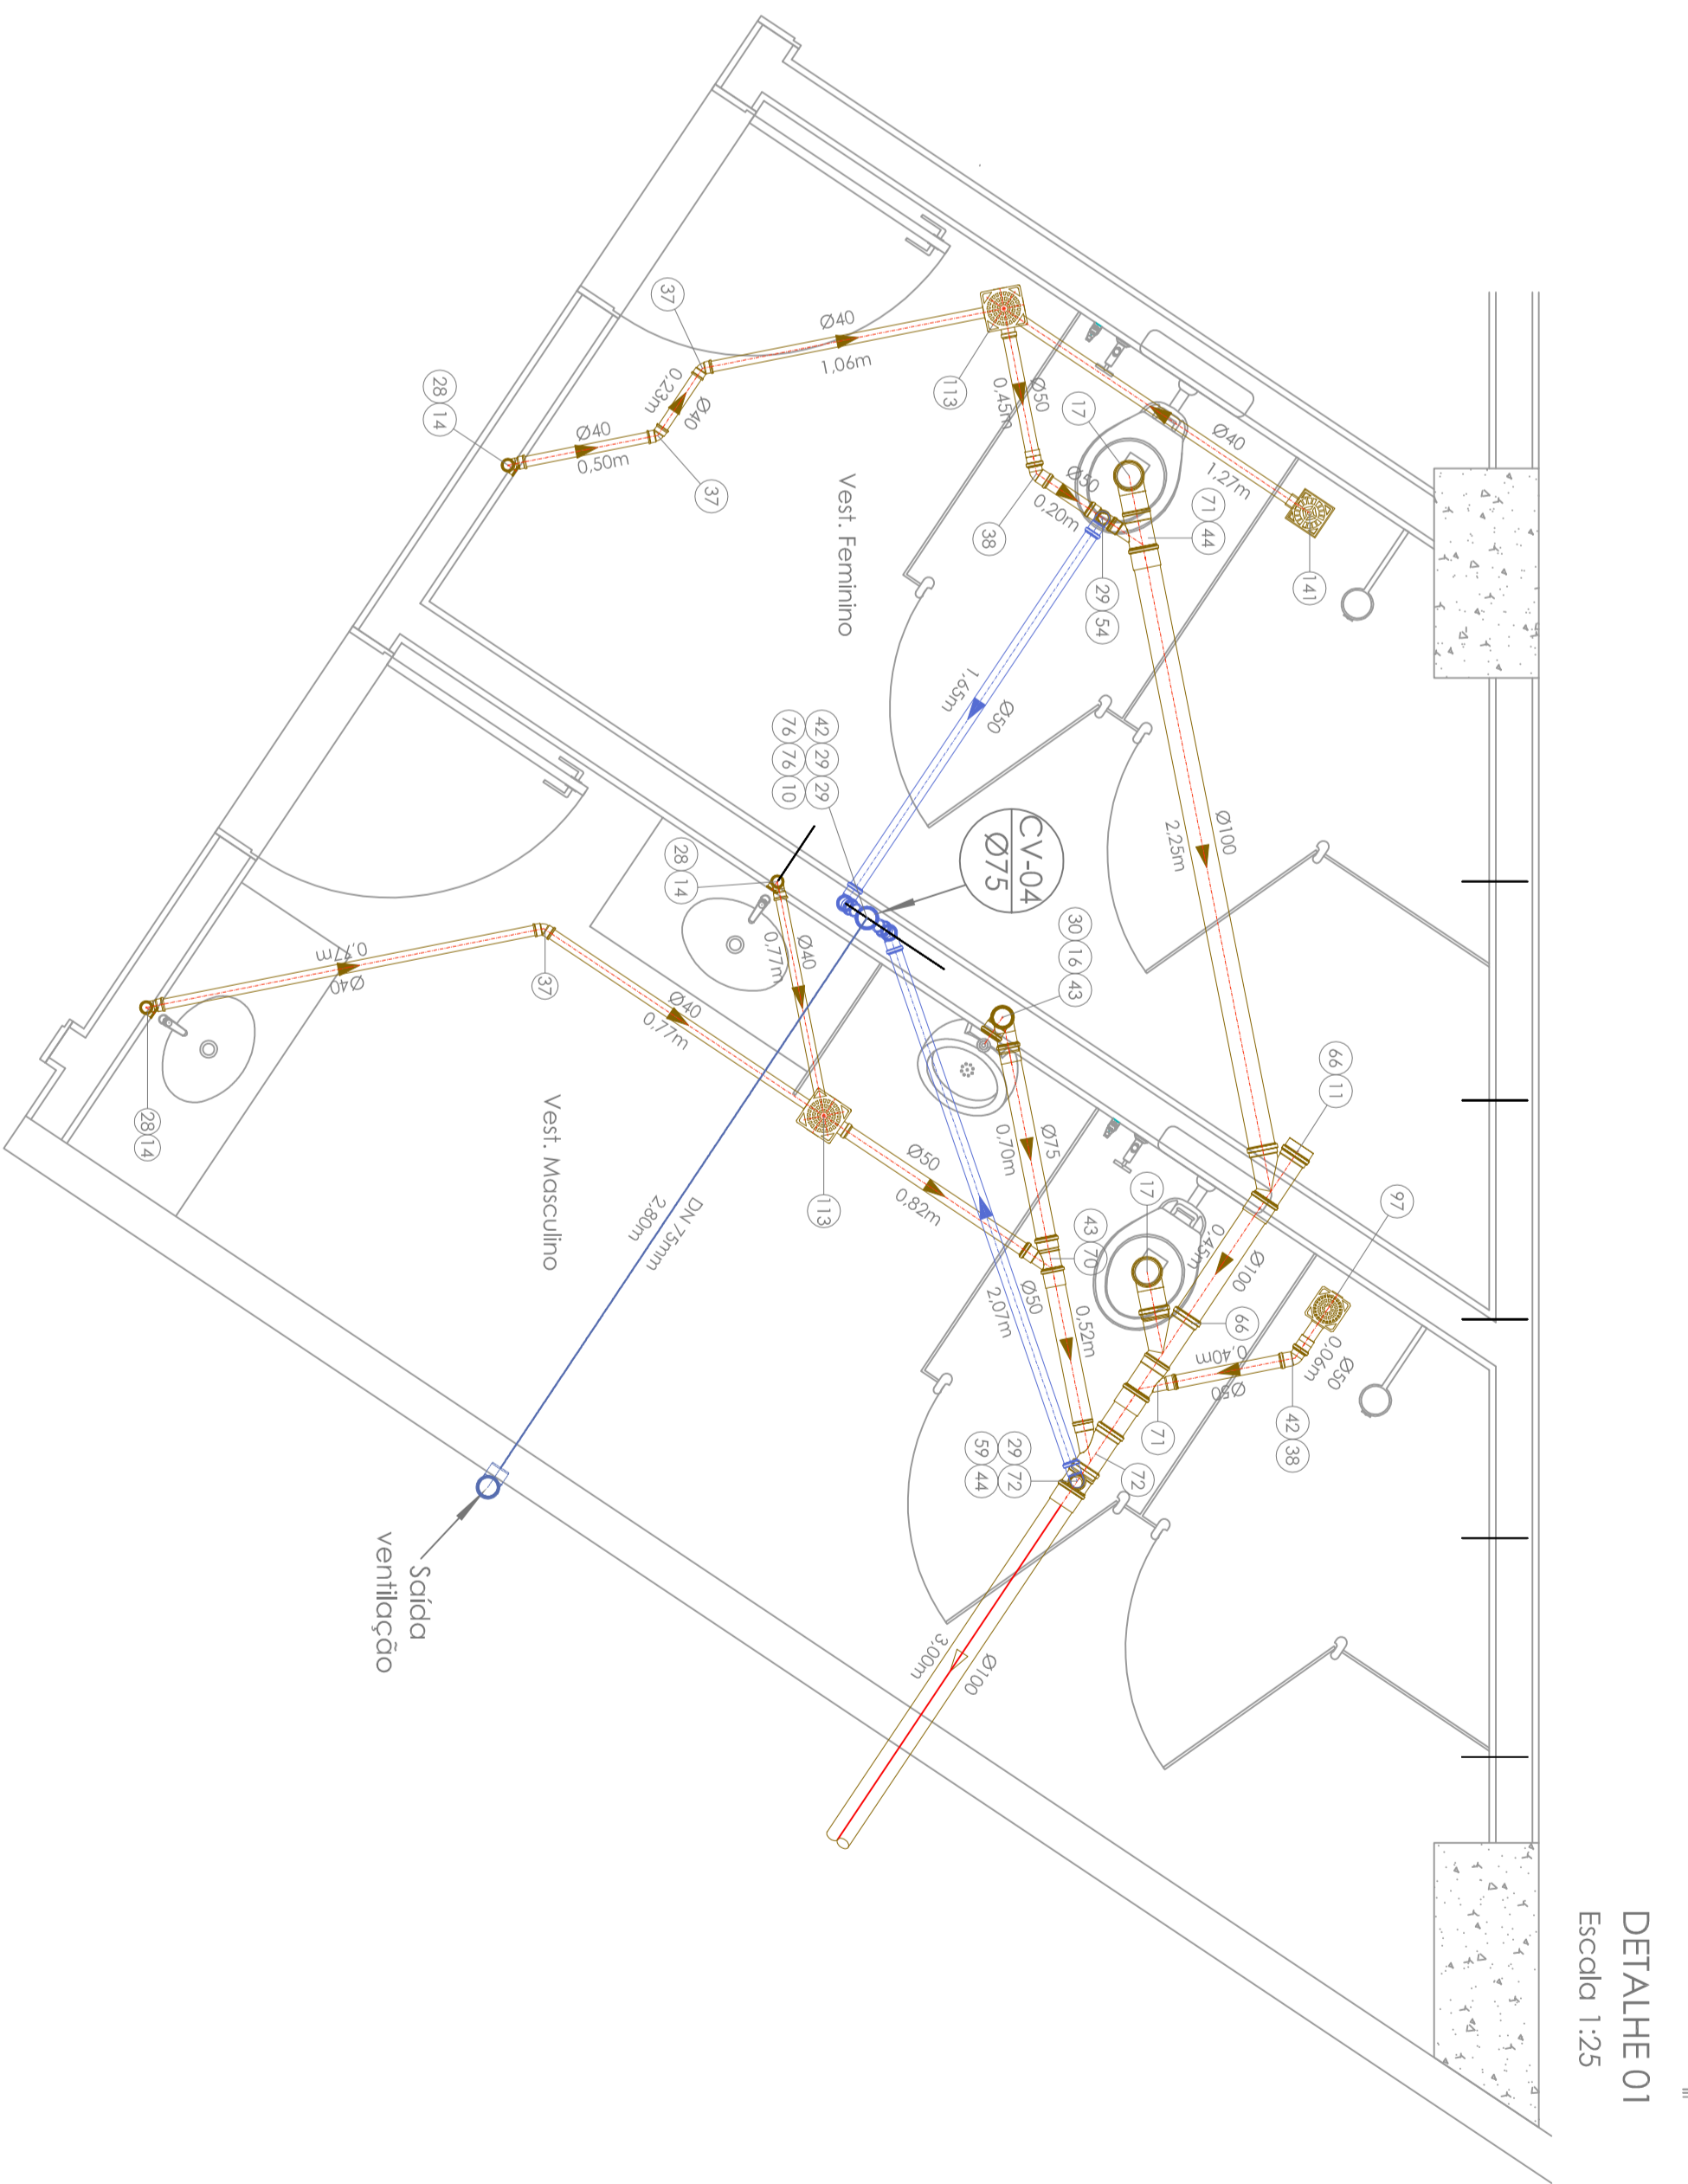 DETALHE 01
Escala 1:25
Vest. Feminino
Vest. Masculino
CV-04
Ø75
Saída
ventilação
28 14
Ø40
0,50m
37
Ø40
0,23m
37
Ø40
1,06m
113
Ø50
0,45m
38
Ø50
0,20m
17
71 44
29 54
Ø40
1,27m
141
Ø50
1,65m
42 29 29
76 76 10
Ø100
2,25m
66 11
28 14
Ø40
0,77m
28 14
Ø40
0,77m
37
Ø40
0,77m
113
Ø50
0,82m
30 16 43
Ø75
0,70m
43 70
0,52m
Ø50
2,07m
17
Ø100
0,45m
66
97
Ø50
0,06m
42 38
Ø50
0,40m
71
72
29 72
59 44
Ø100
3,00m
DN 75mm
2,80m